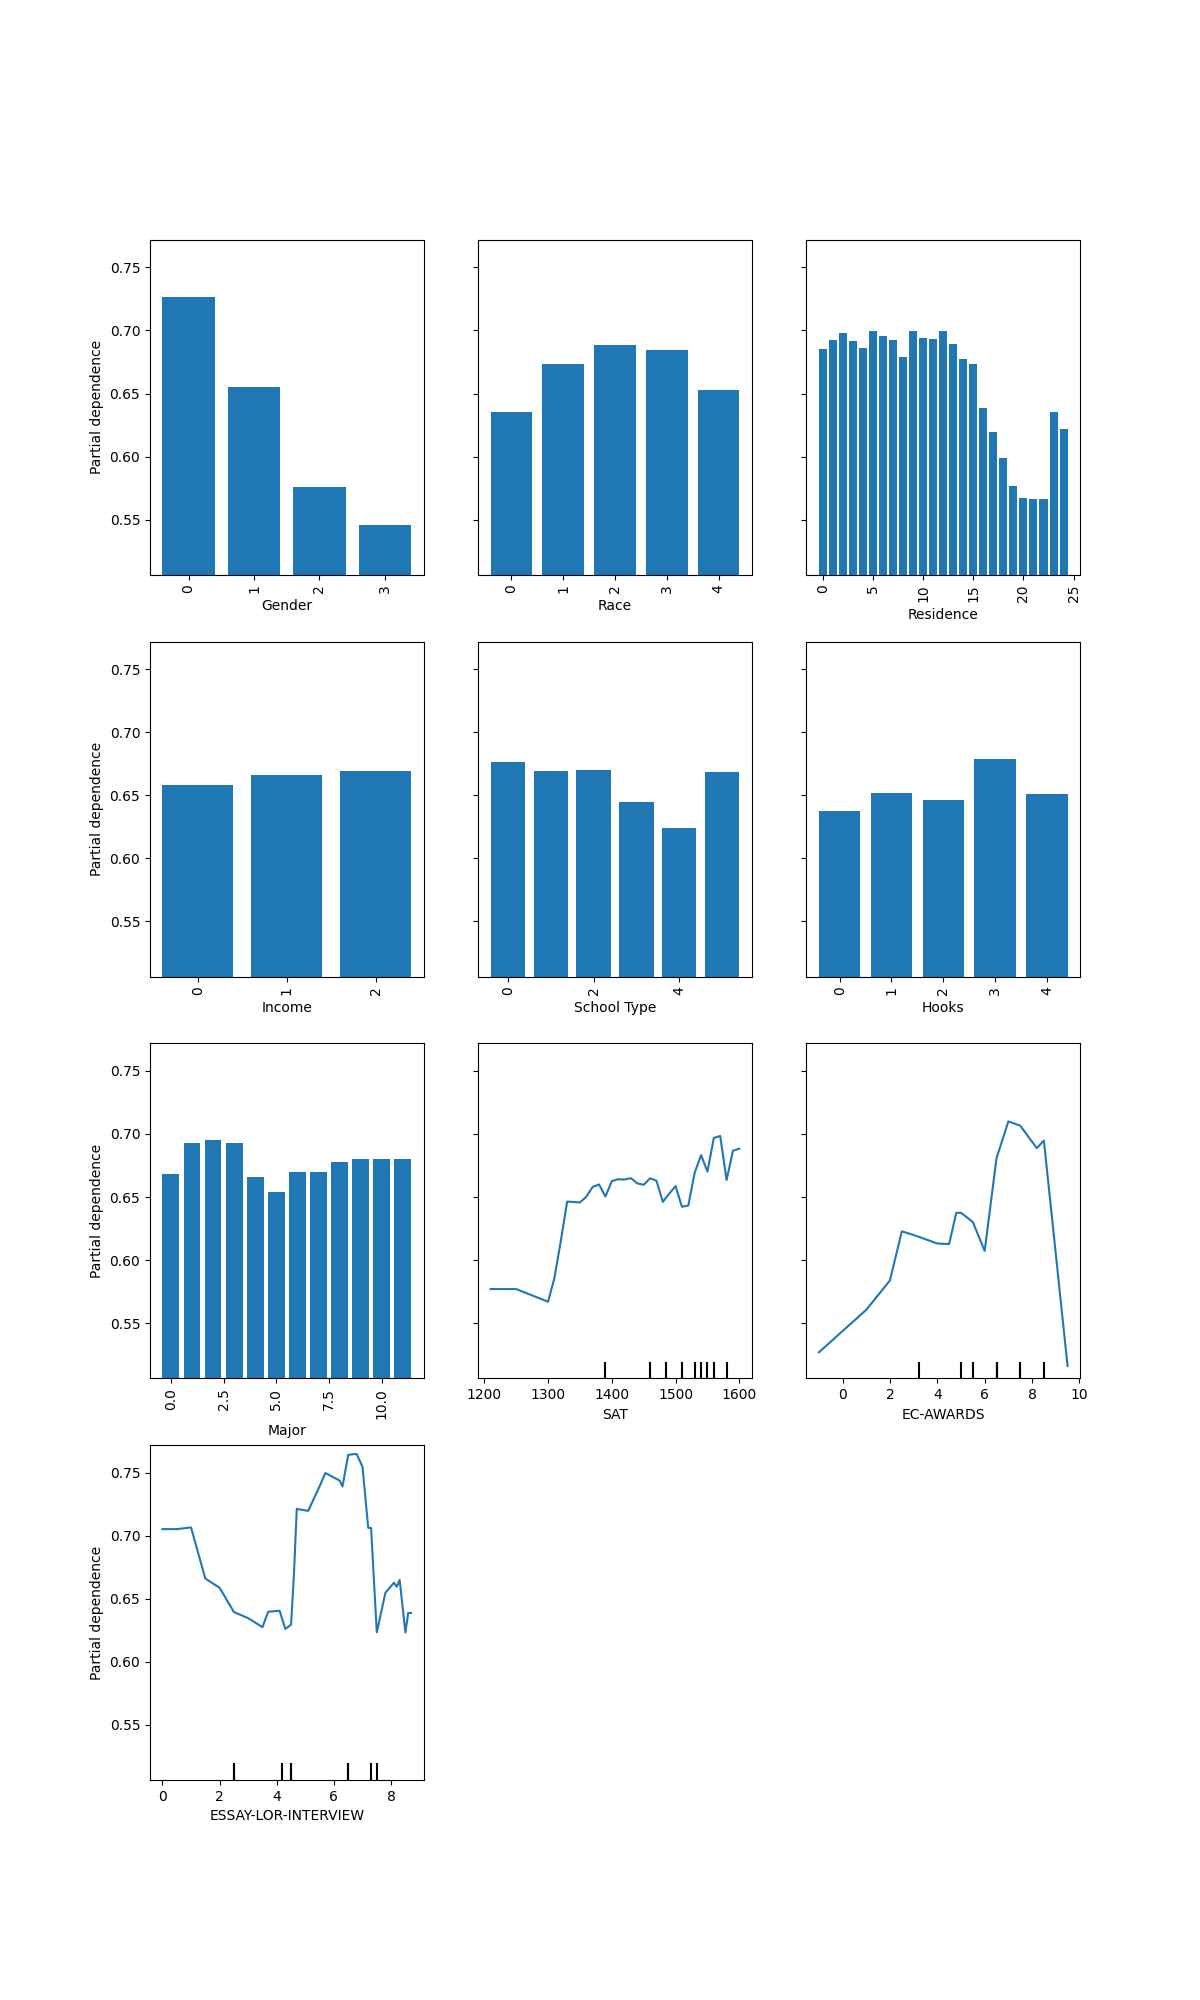 0.75
0.70
0.65
0.60
0.55
Partial dependence
0 1 2 3
Gender
0 1 2 3 4
Race
0 5 10 15 20 25
Residence
0.75
0.70
0.65
0.60
0.55
Partial dependence
0 1 2
Income
0 2 4
School Type
0 1 2 3 4
Hooks
0.75
0.70
0.65
0.60
0.55
Partial dependence
0.0 2.5 5.0 7.5 10.0
Major
1200 1300 1400 1500 1600
SAT
0 2 4 6 8 10
EC-AWARDS
0.75
0.70
0.65
0.60
0.55
Partial dependence
0 2 4 6 8
ESSAY-LOR-INTERVIEW